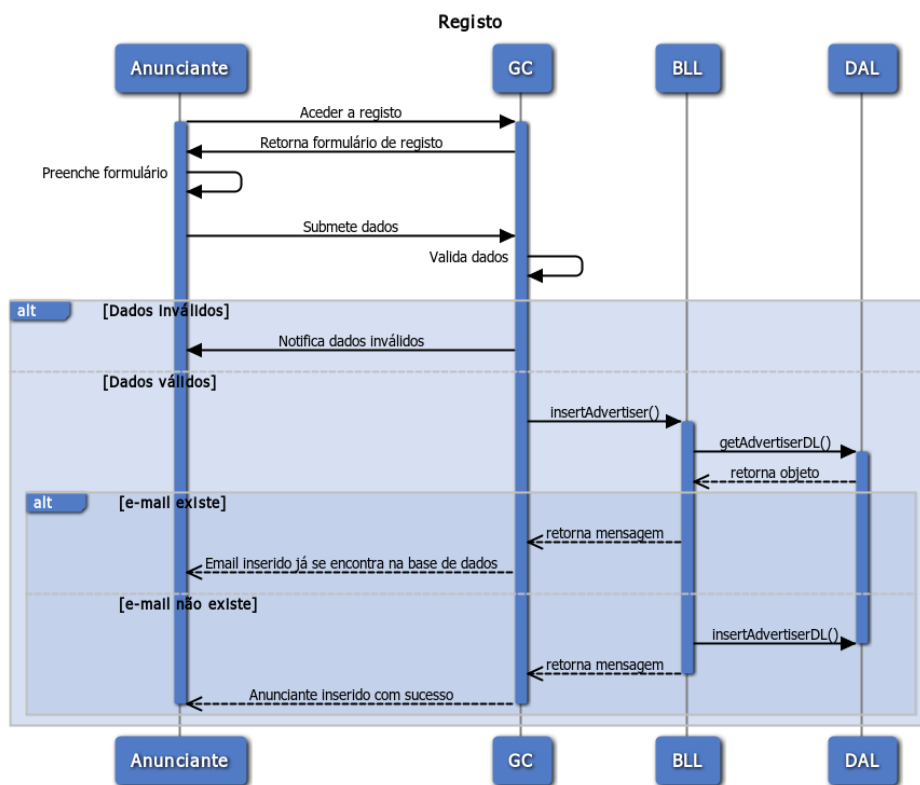 Registo
Anunciante
GC
BLL
DAL
Aceder a registo
Retorna formulário de registo
Preenche formulário
Submete dados
Valida dados
alt
[Dados inválidos]
Notifica dados inválidos
[Dados válidos]
insertAdvertiser()
getAdvertiserDL()
retorna objeto
alt
[e-mail existe]
retorna mensagem
Email inserido já se encontra na base de dados
[e-mail não existe]
insertAdvertiserDL()
retorna mensagem
Anunciante inserido com sucesso
Anunciante
GC
BLL
DAL